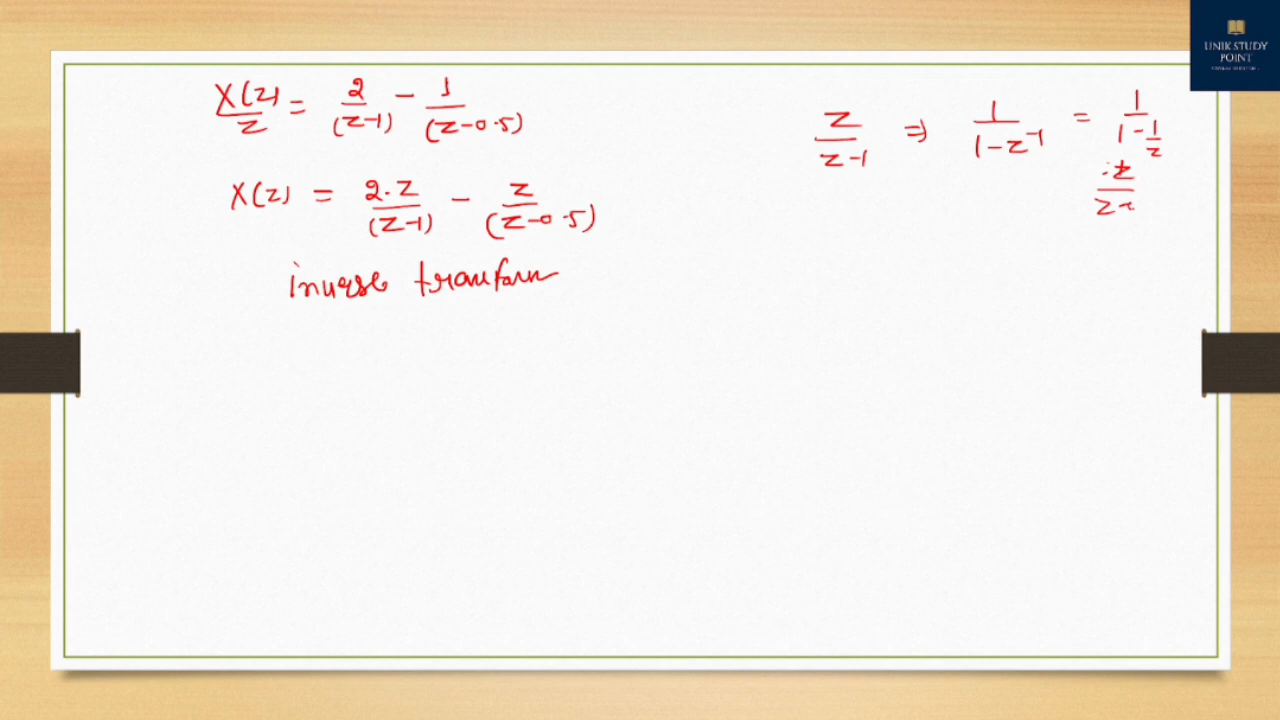 X(z)/z = 2/(z-1) - 1/(z-0.5)
X(z) = 2.z/(z-1) - z/(z-0.5)
inverse transform
z/z-1 ⇒ 1/1-z⁻¹ = 1/1-1/z
UNIK STUDY
POINT